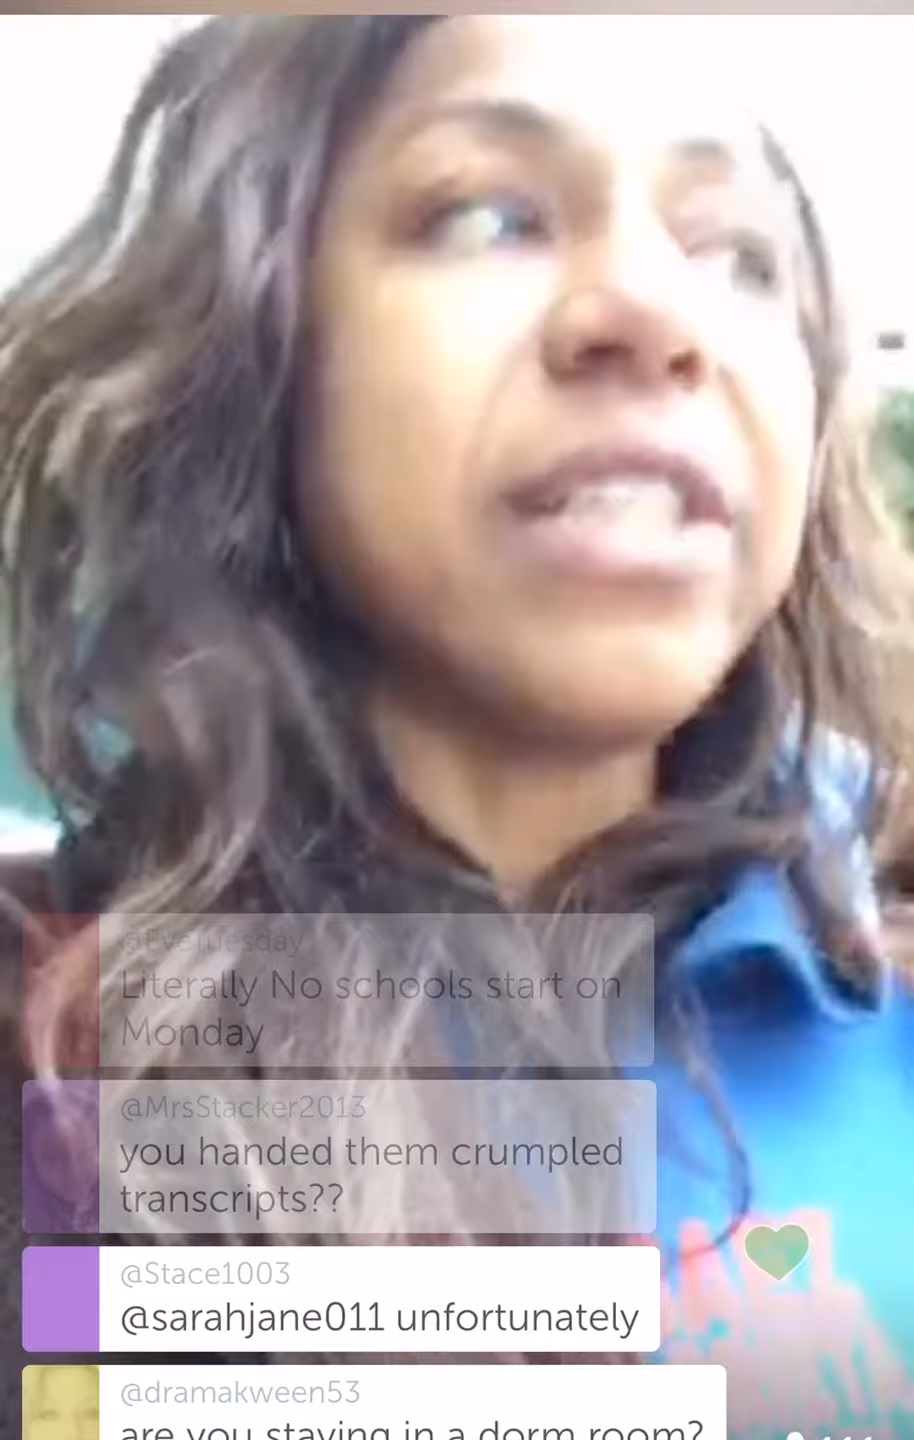 Literally No schools start on
Monday
@MrsStacker2013
you handed them crumpled
transcripts??
@Stace1003
@sarahjane011 unfortunately
@dramakween53
are you staying in a dorm room?